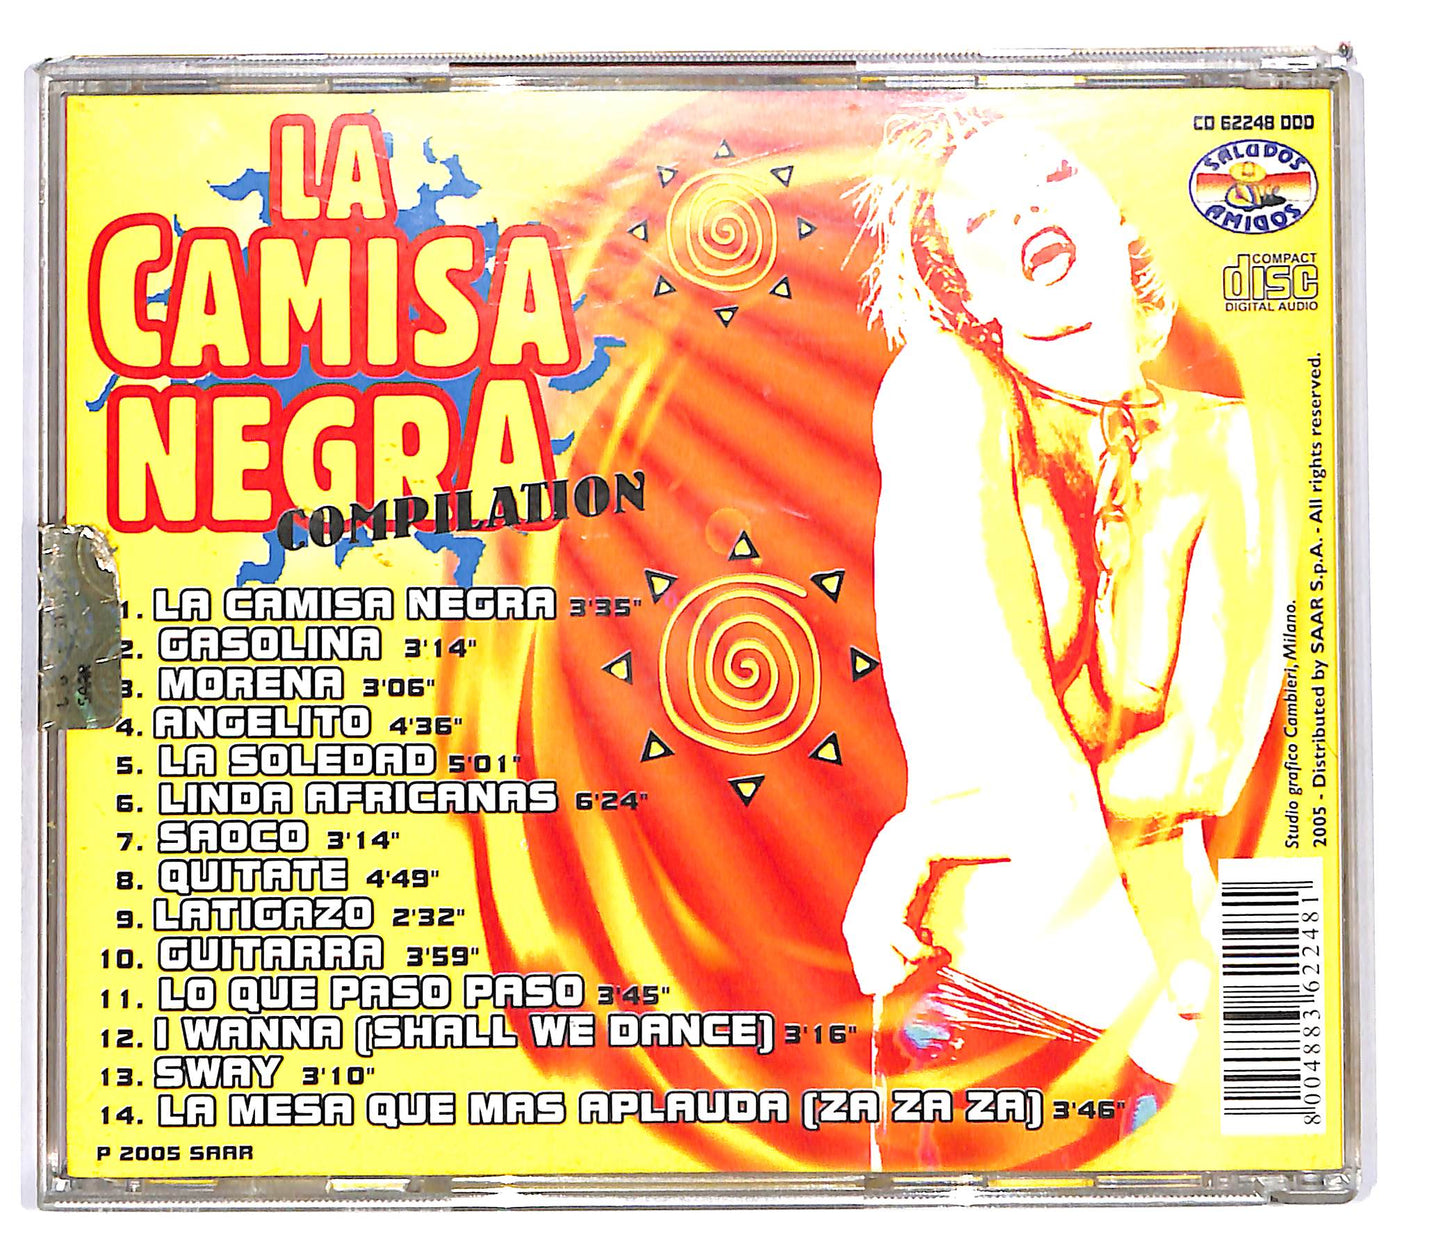 LA
CAMISA
NEGRA
COMPILATION
CD 62248 DDD
SALUDOS
AMIGOS
COMPACT
disc
DIGITAL AUDIO
1. LA CAMISA NEGRA 3'35"
2. GASOLINA 3'14"
3. MORENA 3'06"
4. ANGELITO 4'36"
5. LA SOLEDAD 5'01"
6. LINDA AFRICANAS 6'24"
7. SAOCO 3'14"
8. QUITATE 4'49"
9. LATIGAZO 2'32"
10. GUITARRA 3'59"
11. LO QUE PASO PASO 3'45"
12. I WANNA (SHALL WE DANCE) 3'16"
13. SWAY 3'10"
14. LA MESA QUE MAS APLAUDA (ZA ZA ZA) 3'46"
P 2005 SAAR
Studio grafico Cambieri, Milano.
2005 - Distributed by SAAR S.p.A. - All rights reserved.
8 004883 622481